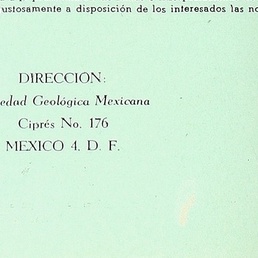 ustosamente a disposición de los interesados las no
DIRECCION:
edad Geológica Mexicana
Ciprés No. 176
MEXICO 4, D. F.